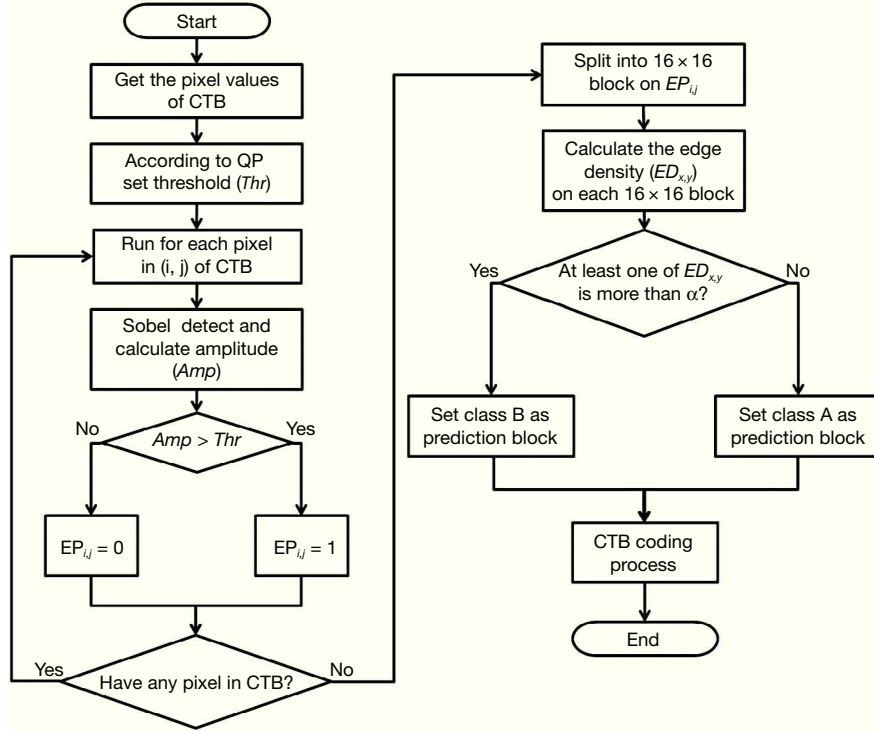 Start
Get the pixel values
of CTB
According to QP
set threshold (Thr)
Run for each pixel
in (i, j) of CTB
Sobel detect and
calculate amplitude
(Amp)
No
Amp > Thr
Yes
EPi,j = 0
EPi,j = 1
Yes
Have any pixel in CTB?
No
Split into 16 × 16
block on EPi,j
Calculate the edge
density (EDx,y)
on each 16 × 16 block
Yes
At least one of EDx,y
is more than α?
No
Set class B as
prediction block
Set class A as
prediction block
CTB coding
process
End